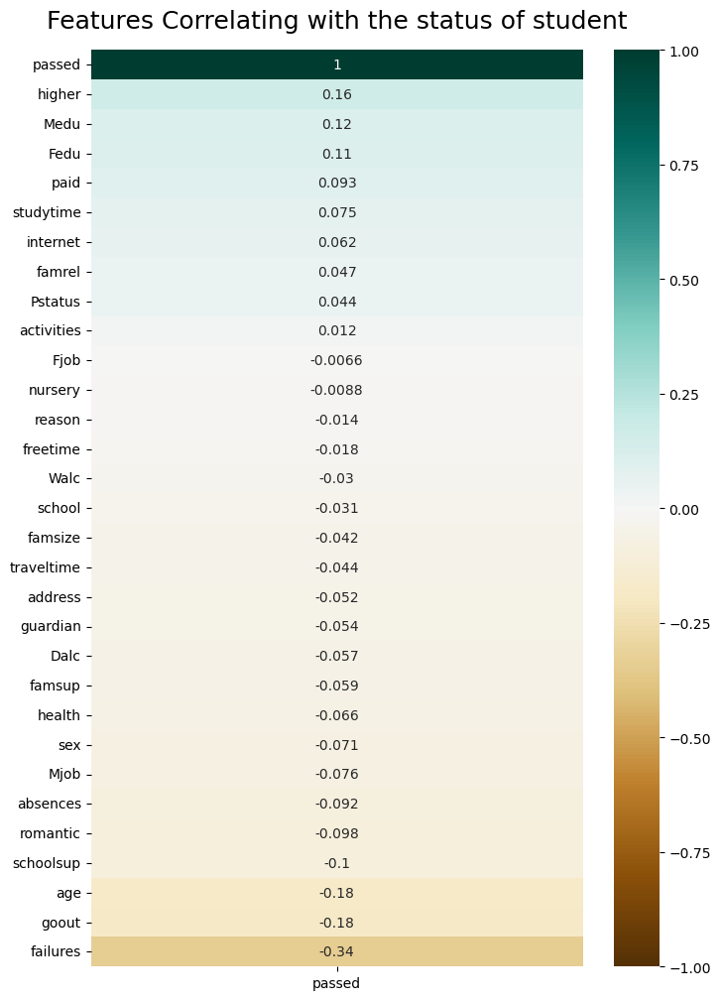 Features Correlating with the status of student
passed 1
higher 0.16
Medu 0.12
Fedu 0.11
paid 0.093
studytime 0.075
internet 0.062
famrel 0.047
Pstatus 0.044
activities 0.012
Fjob -0.0066
nursery -0.0088
reason -0.014
freetime -0.018
Walc -0.03
school -0.031
famsize -0.042
traveltime -0.044
address -0.052
guardian -0.054
Dalc -0.057
famsup -0.059
health -0.066
sex -0.071
Mjob -0.076
absences -0.092
romantic -0.098
schoolsup -0.1
age -0.18
goout -0.18
failures -0.34
passed
1.00
0.75
0.50
0.25
0.00
−0.25
−0.50
−0.75
−1.00